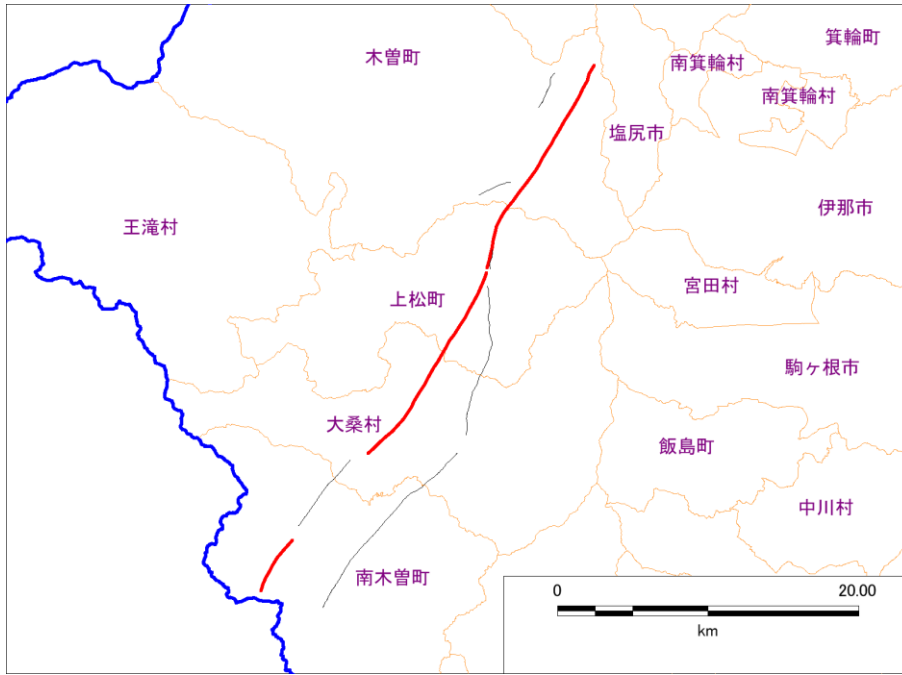 箕輪町
木曽町
南箕輪村
南箕輪村
塩尻市
伊那市
王滝村
宮田村
上松町
駒ヶ根市
大桑村
飯島町
中川村
南木曽町
0
20.00
km